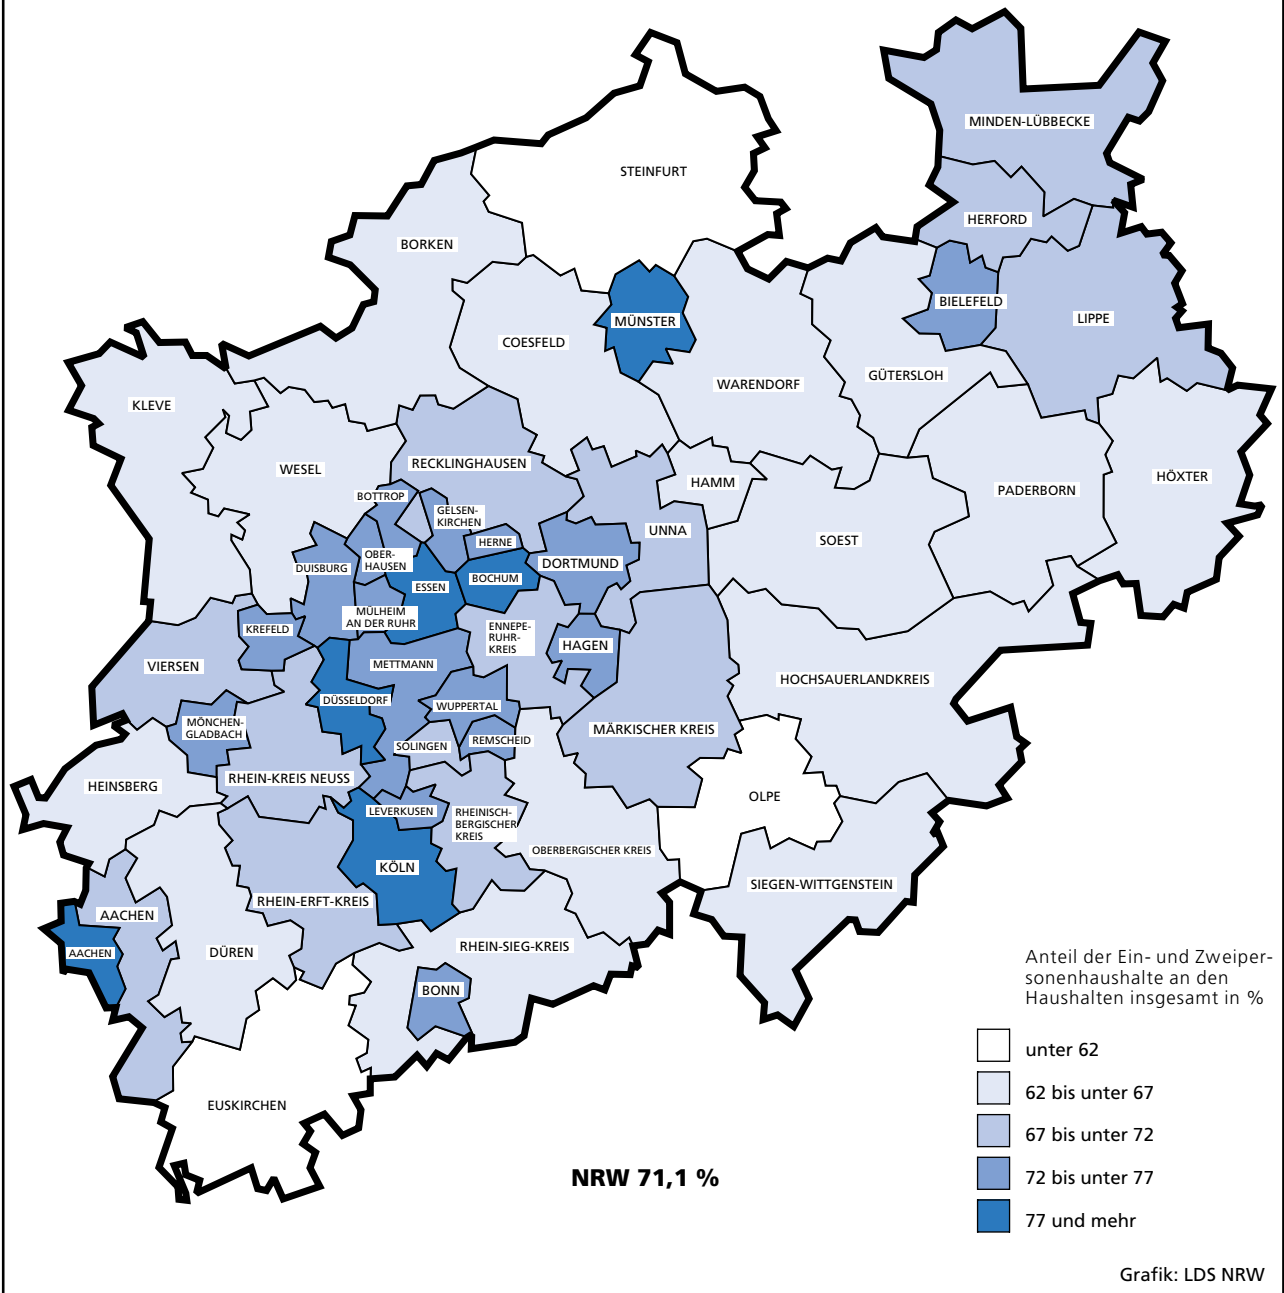 MINDEN-LÜBBECKE
STEINFURT
HERFORD
BORKEN
BIELEFELD
LIPPE
MÜNSTER
COESFELD
GÜTERSLOH
WARENDORF
KLEVE
RECKLINGHAUSEN
WESEL
HÖXTER
HAMM
PADERBORN
BOTTROP
GELSEN-
KIRCHEN
UNNA
SOEST
HERNE
OBER-
HAUSEN
DORTMUND
DUISBURG
BOCHUM
ESSEN
MÜLHEIM
AN DER RUHR
KREFELD
ENNEPE-
RUHR-
KREIS
HAGEN
VIERSEN
METTMANN
HOCHSAUERLANDKREIS
DÜSSELDORF
WUPPERTAL
MÖNCHEN-
GLADBACH
MÄRKISCHER KREIS
SOLINGEN
REMSCHEID
RHEIN-KREIS NEUSS
HEINSBERG
OLPE
LEVERKUSEN
RHEINISCH-
BERGISCHER
KREIS
OBERBERGISCHER KREIS
KÖLN
SIEGEN-WITTGENSTEIN
RHEIN-ERFT-KREIS
AACHEN
RHEIN-SIEG-KREIS
AACHEN
DÜREN
BONN
EUSKIRCHEN
Anteil der Ein- und Zweiper-
sonenhaushalte an den
Haushalten insgesamt in %
unter 62
62 bis unter 67
67 bis unter 72
72 bis unter 77
77 und mehr
NRW 71,1 %
Grafik: LDS NRW